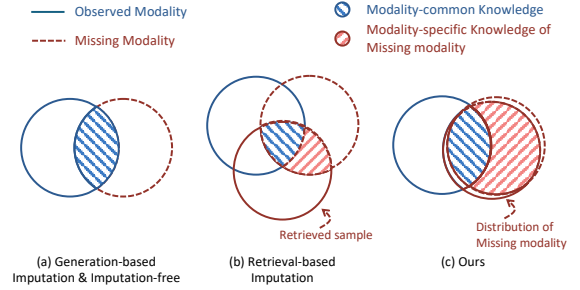 Observed Modality
Missing Modality
Modality-common Knowledge
Modality-specific Knowledge of
Missing modality
Retrieved sample
Distribution of
Missing modality
(a) Generation-based
Imputation & Imputation-free
(b) Retrieval-based
Imputation
(c) Ours